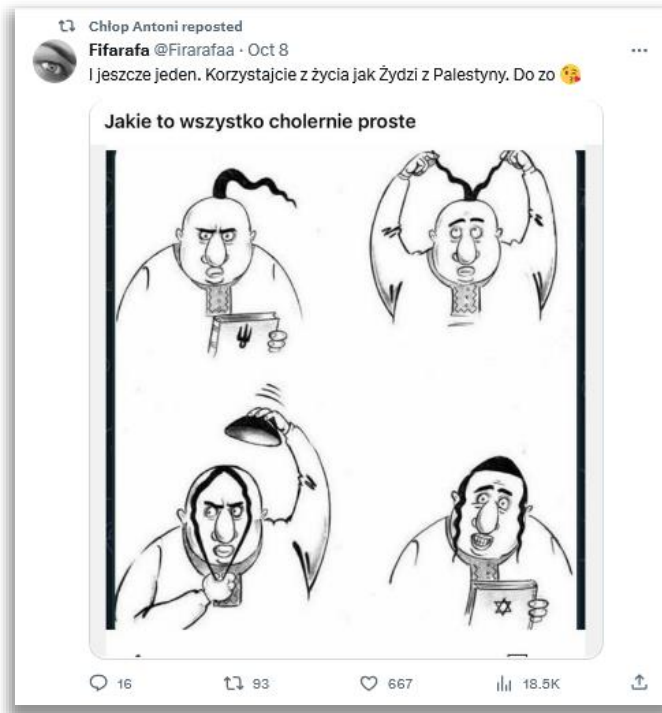 Chłop Antoni reposted
Fifarafa @Firarafaa · Oct 8
I jeszcze jeden. Korzystajcie z życia jak Żydzi z Palestyny. Do zo 😘
Jakie to wszystko cholernie proste
16 93 667 18.5K